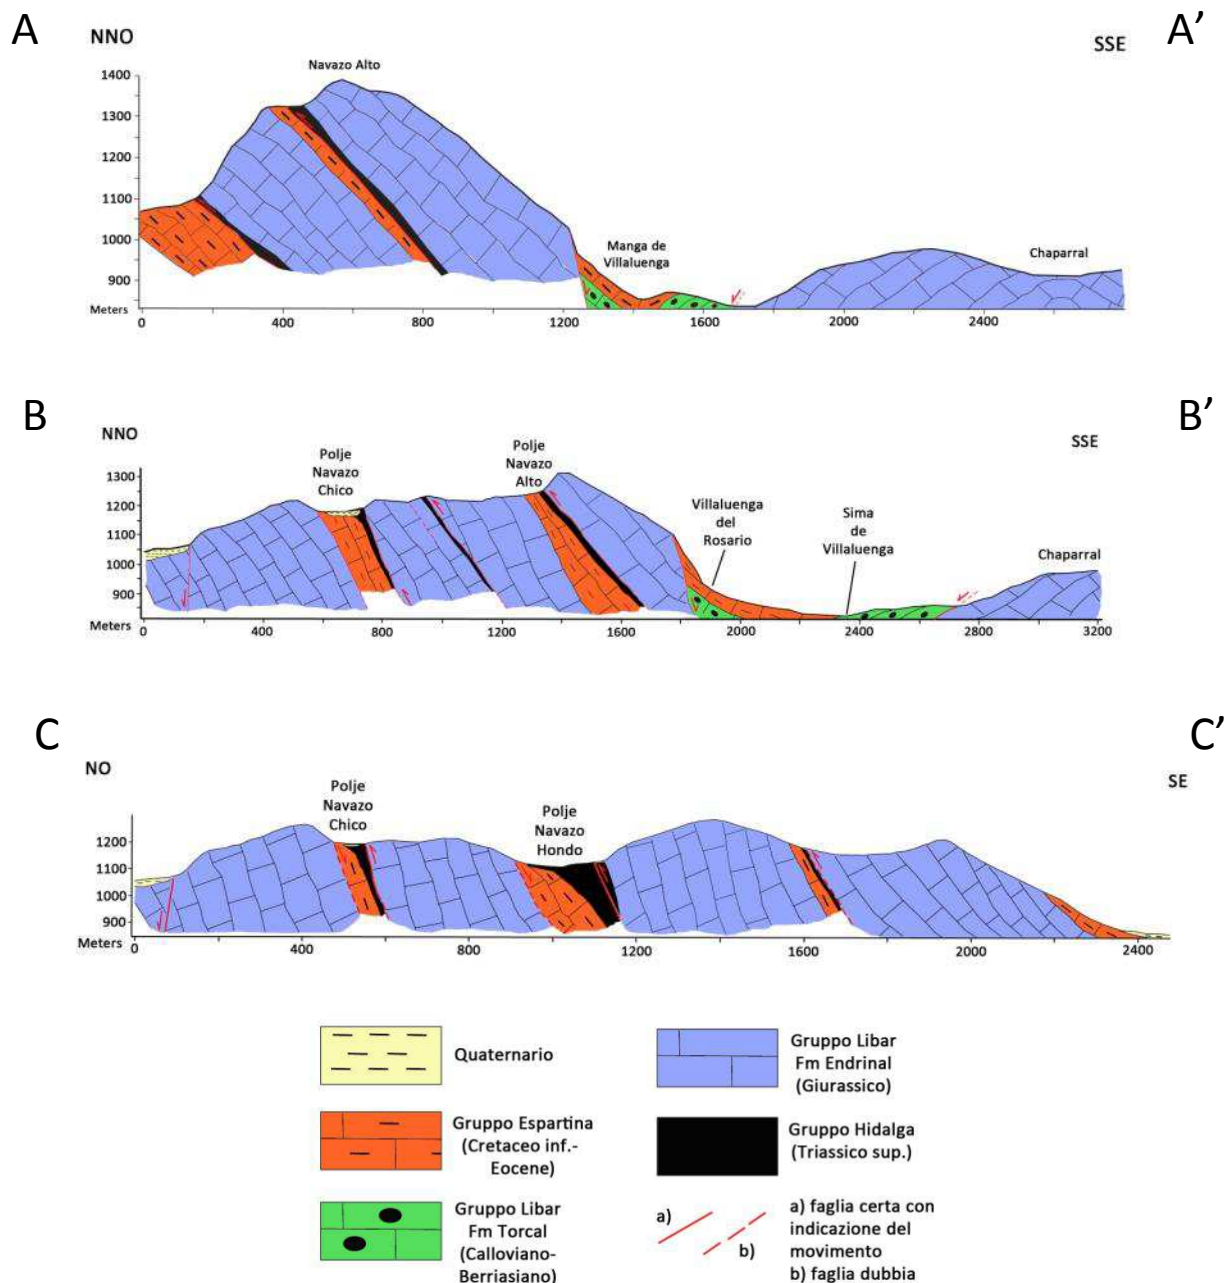 A
NNO
SSE
A'
Navazo Alto
1400
1300
1200
1100
1000
900
Meters
Manga de
Villaluenga
Chaparral
0
400
800
1200
1600
2000
2400
B
NNO
SSE
B'
Polje
Navazo
Chico
Polje
Navazo
Alto
Villaluenga
del
Rosario
Sima
de
Villaluenga
Chaparral
1300
1200
1100
1000
900
800
Meters
0
400
800
1200
1600
2000
2400
2800
3200
C
NO
SE
C'
Polje
Navazo
Chico
Polje
Navazo
Hondo
1200
1100
1000
900
Meters
0
400
800
1200
1600
2000
2400
Quaternario
Gruppo Espartina
(Cretaceo inf.-
Eocene)
Gruppo Libar
Fm Torcal
(Calloviano-
Berriasiano)
Gruppo Libar
Fm Endrinal
(Giurassico)
Gruppo Hidalga
(Triassico sup.)
a)
b)
a) faglia certa con
indicazione del
movimento
b) faglia dubbia